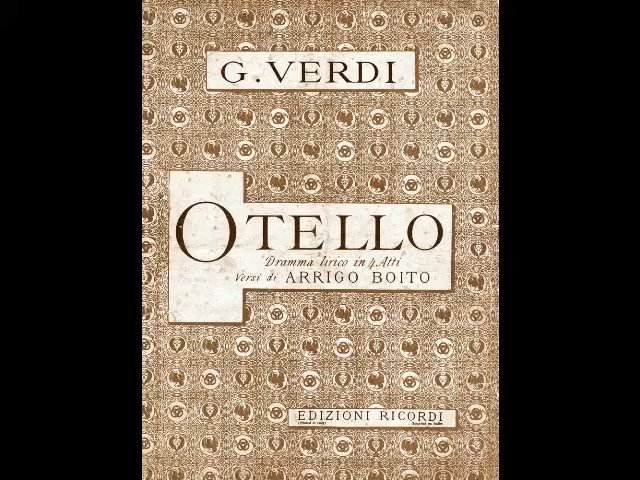 G. VERDI
OTELLO
Dramma lirico in 4 Atti
Versi di ARRIGO BOITO
EDIZIONI RICORDI